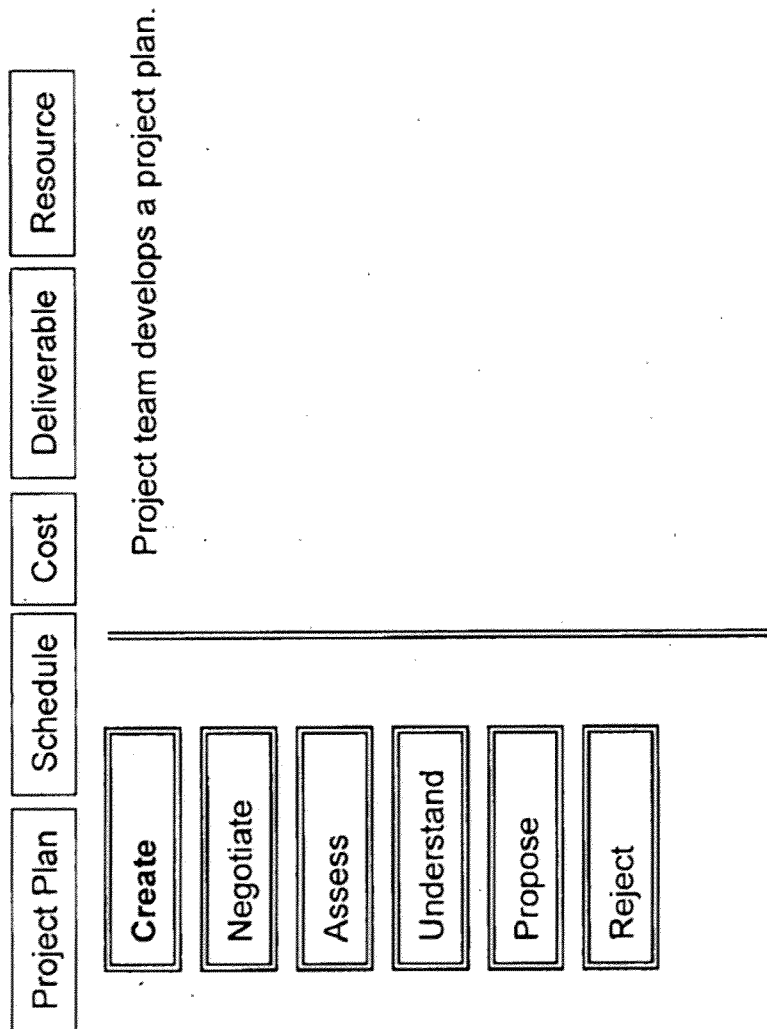 Project Plan Schedule Cost Deliverable Resource
Create
Negotiate
Assess
Understand
Propose
Reject
Project team develops a project plan.